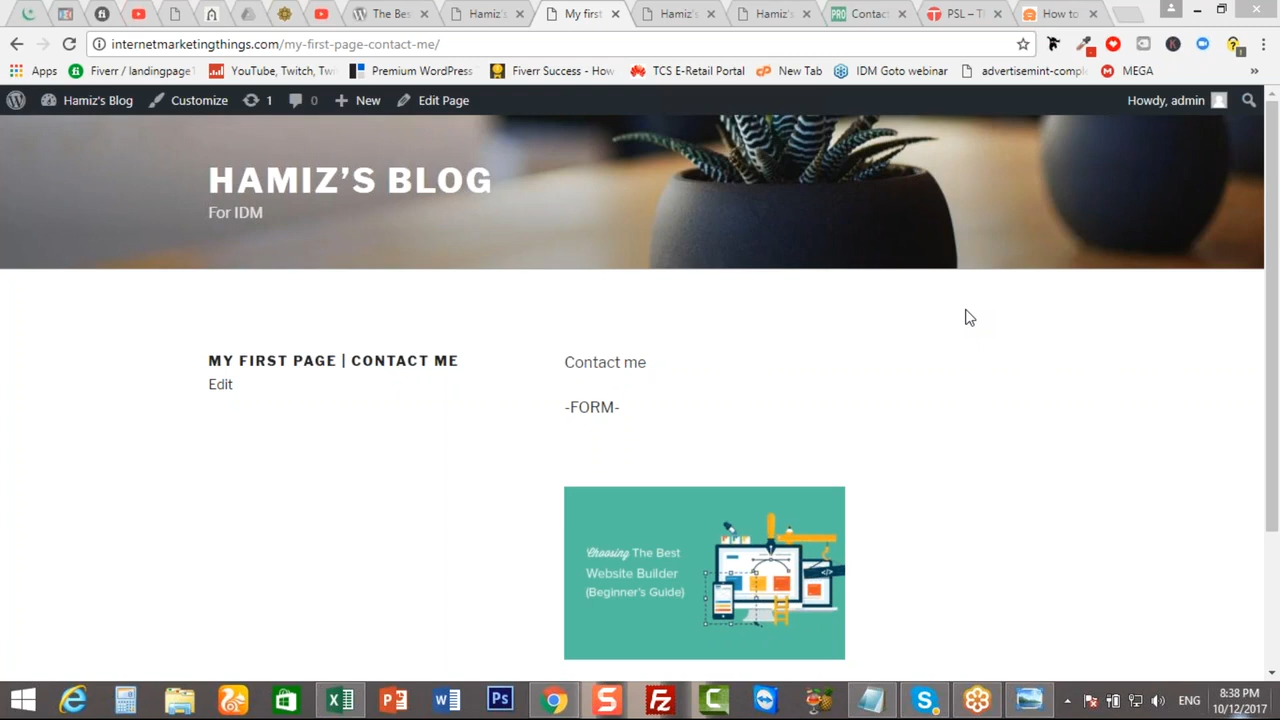 The Bes
Hamiz's
My first
Hamiz's
Hamiz's
PRO Contact
PSL – T
How to
internetmarketingthings.com/my-first-page-contact-me/
Apps
Fiverr / landingpage
YouTube, Twitch, Twi
Premium WordPress
Fiverr Success - How
TCS E-Retail Portal
New Tab
IDM Goto webinar
advertisemint-compl
MEGA
Hamiz's Blog
Customize
1
0
New
Edit Page
Howdy, admin
HAMIZ'S BLOG
For IDM
MY FIRST PAGE | CONTACT ME
Edit
Contact me
-FORM-
Choosing The Best
Website Builder
(Beginner's Guide)
ENG
8:38 PM
10/12/2017